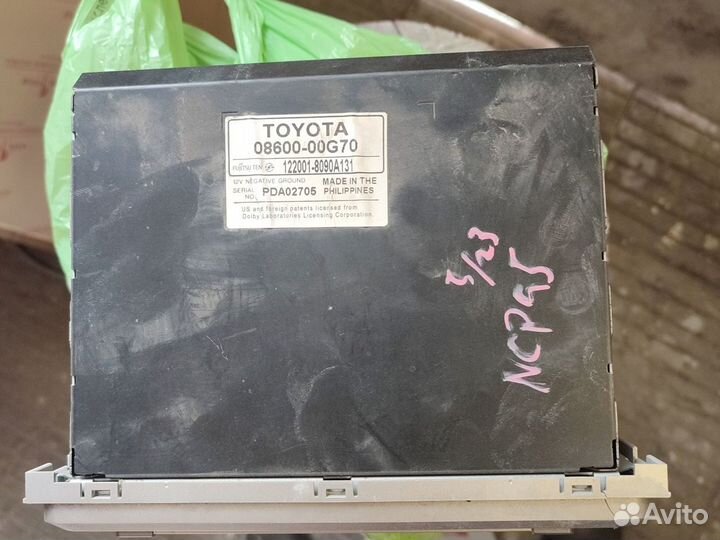 TOYOTA
08600-00G70
FUJITSU TEN 122001-8090A131
12V NEGATIVE GROUND MADE IN THE
SERIAL NO. PDA02705 PHILIPPINES
US and foreign patents licensed from
Dolby Laboratories Licensing Corporation.
5/23
NCP95
Avito